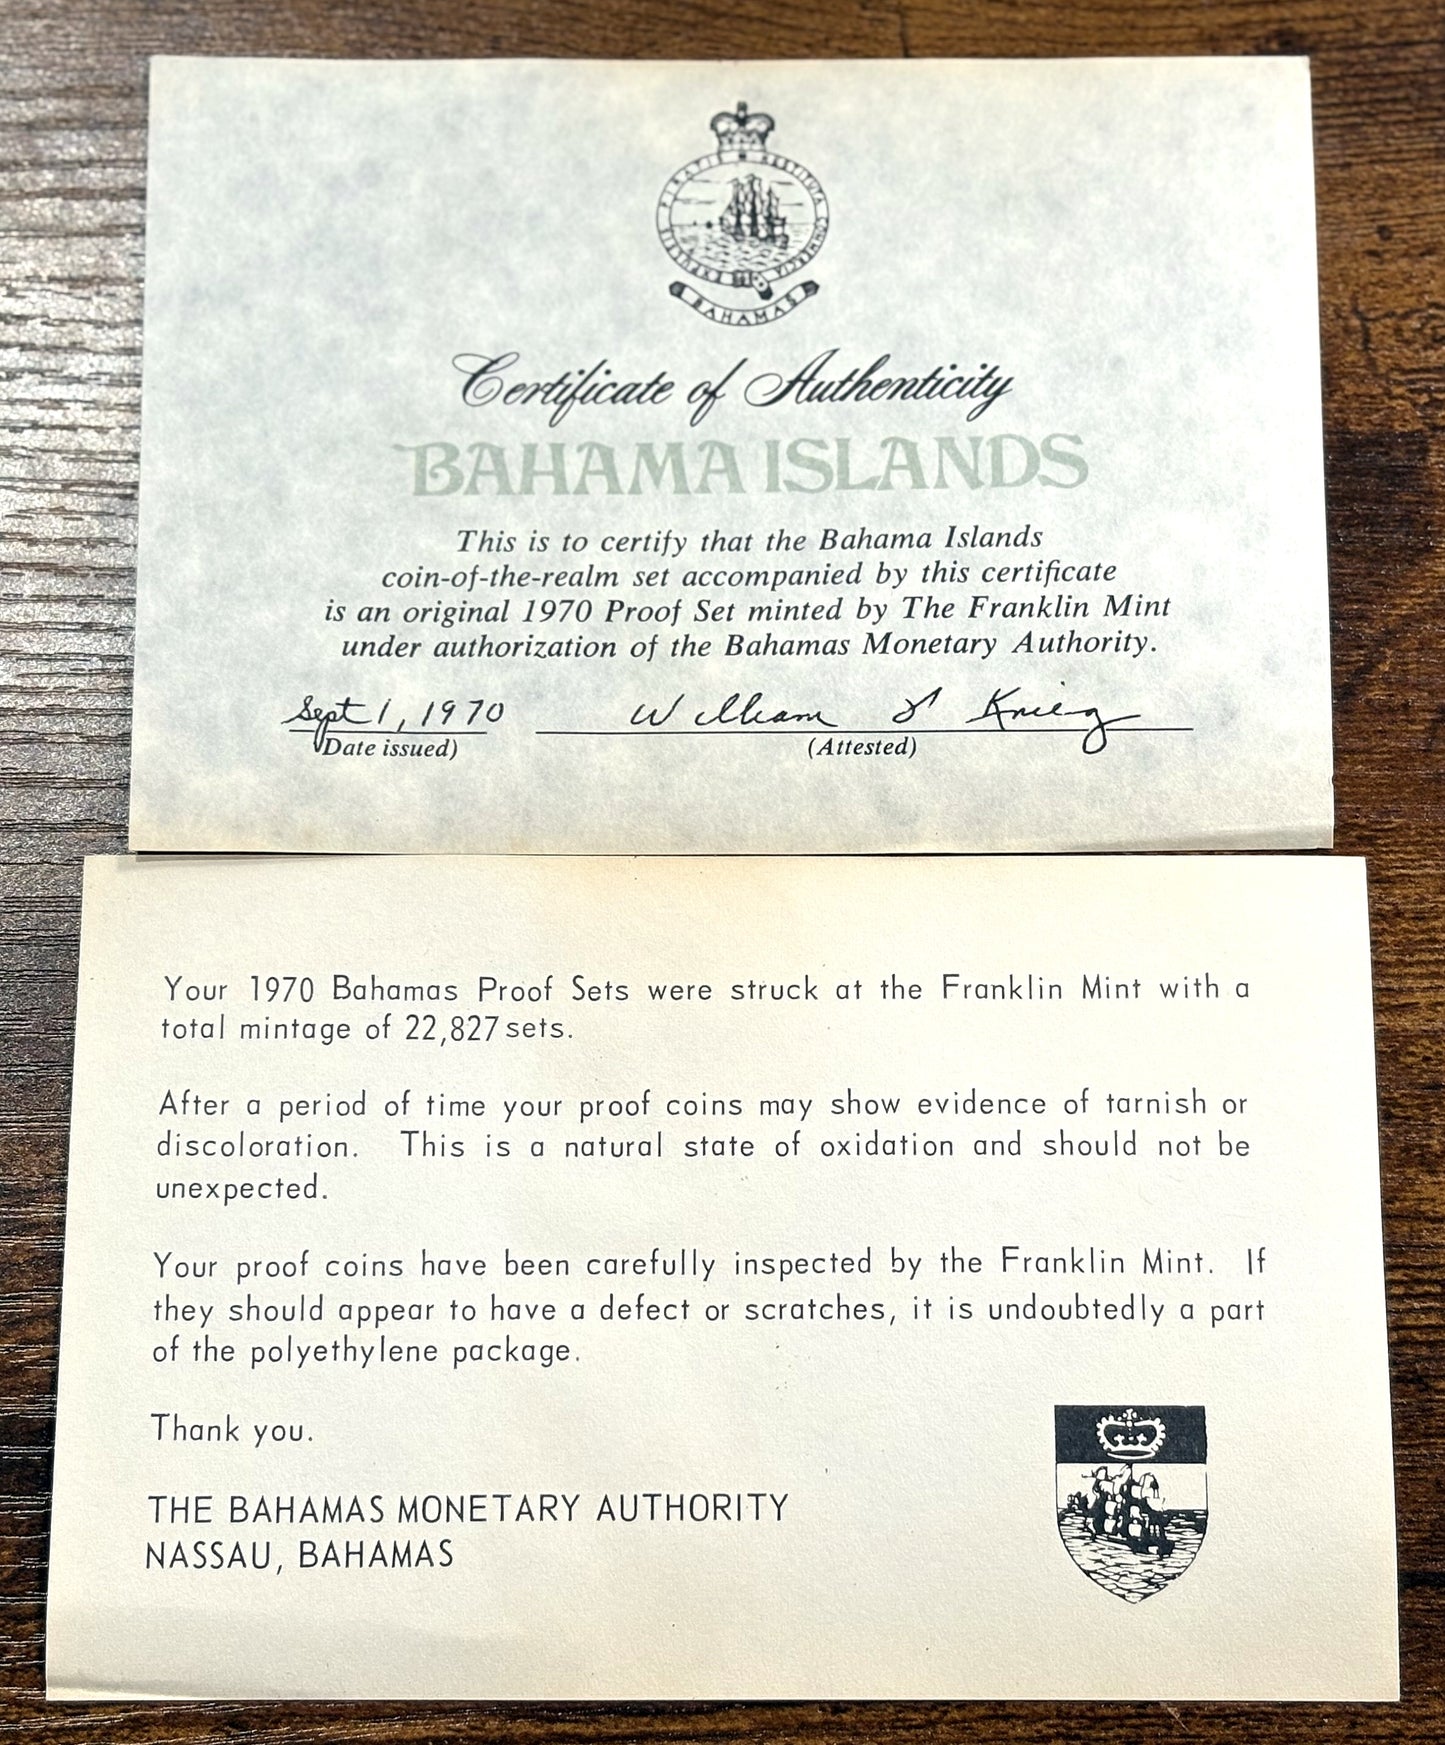 EXPULSIS PIRATIS RESTITUTA COMMERCIA
BAHAMAS
Certificate of Authenticity
BAHAMA ISLANDS
This is to certify that the Bahama Islands
coin-of-the-realm set accompanied by this certificate
is an original 1970 Proof Set minted by The Franklin Mint
under authorization of the Bahamas Monetary Authority.
Sept 1, 1970 William Krieg
(Date issued) (Attested)
Your 1970 Bahamas Proof Sets were struck at the Franklin Mint with a
total mintage of 22,827 sets.
After a period of time your proof coins may show evidence of tarnish or
discoloration. This is a natural state of oxidation and should not be
unexpected.
Your proof coins have been carefully inspected by the Franklin Mint. If
they should appear to have a defect or scratches, it is undoubtedly a part
of the polyethylene package.
Thank you.
THE BAHAMAS MONETARY AUTHORITY
NASSAU, BAHAMAS